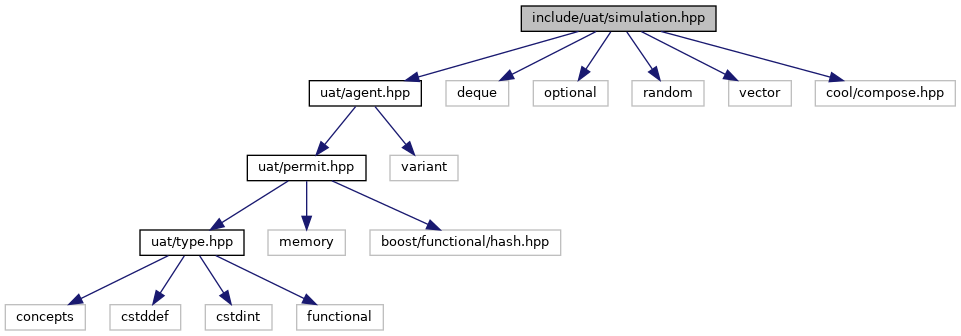 include/uat/simulation.hpp
uat/agent.hpp
deque
optional
random
vector
cool/compose.hpp
uat/permit.hpp
variant
uat/type.hpp
memory
boost/functional/hash.hpp
concepts
cstddef
cstdint
functional